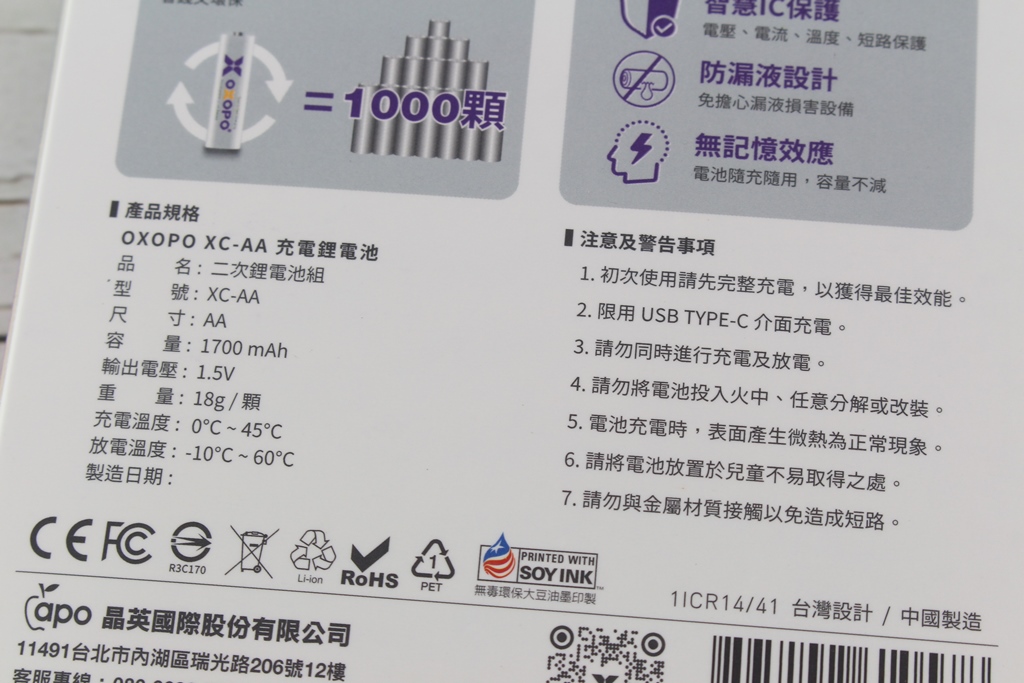 省錢又環保
OXOPO
= 1000顆
智慧IC保護
電壓、電流、溫度、短路保護
防漏液設計
免擔心漏液損害設備
無記憶效應
電池隨充隨用，容量不減
產品規格
OXOPO XC-AA 充電鋰電池
品 名：二次鋰電池組
型 號：XC-AA
尺 寸：AA
容 量：1700 mAh
輸出電壓：1.5V
重 量：18g / 顆
充電溫度：0°C ~ 45°C
放電溫度：-10°C ~ 60°C
製造日期：
注意及警告事項
1. 初次使用請先完整充電，以獲得最佳效能。
2. 限用 USB TYPE-C 介面充電。
3. 請勿同時進行充電及放電。
4. 請勿將電池投入火中、任意分解或改裝。
5. 電池充電時，表面產生微熱為正常現象。
6. 請將電池放置於兒童不易取得之處。
7. 請勿與金屬材質接觸以免造成短路。
CE FC
R3C170
Li-ion
RoHS
1
PET
PRINTED WITH
SOY INK™
無毒環保大豆油墨印製
1ICR14/41 台灣設計 / 中國製造
apo 晶英國際股份有限公司
11491台北市內湖區瑞光路206號12樓
客服專線：080